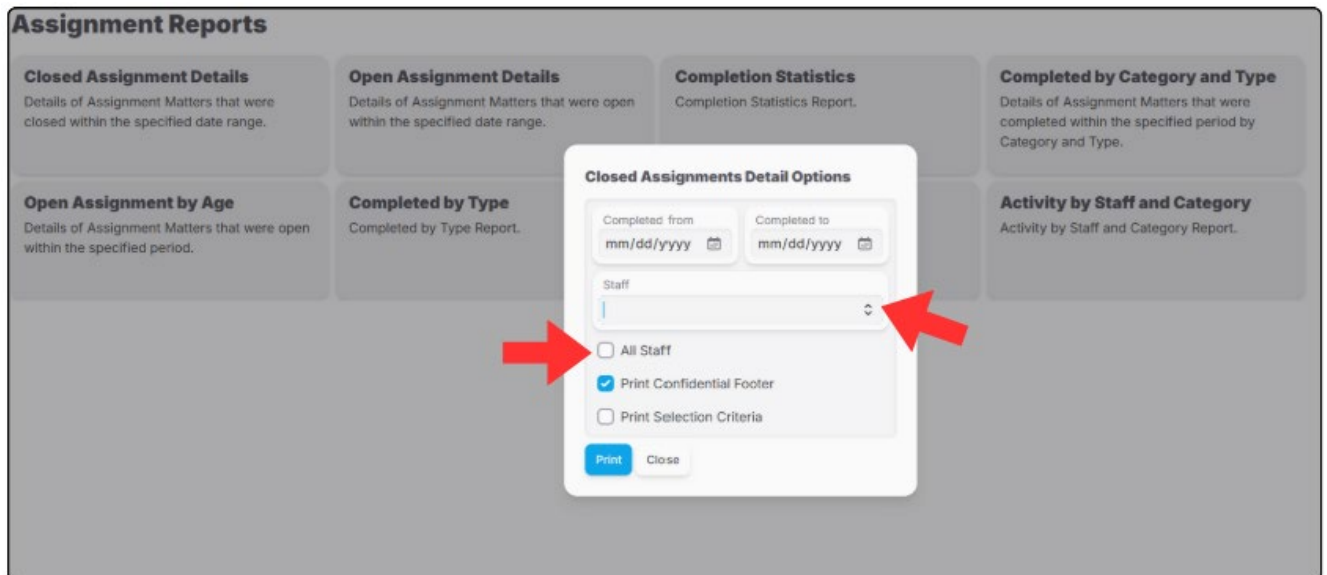 Assignment Reports
Closed Assignment Details
Details of Assignment Matters that were
closed within the specified date range.
Open Assignment Details
Details of Assignment Matters that were open
within the specified date range.
Completion Statistics
Completion Statistics Report.
Completed by Category and Type
Details of Assignment Matters that were
completed within the specified period by
Category and Type.
Open Assignment by Age
Details of Assignment Matters that were open
within the specified period.
Completed by Type
Completed by Type Report.
Activity by Staff and Category
Activity by Staff and Category Report.
Closed Assignments Detail Options
Completed from
mm/dd/yyyy
Completed to
mm/dd/yyyy
Staff
All Staff
Print Confidential Footer
Print Selection Criteria
Print
Close